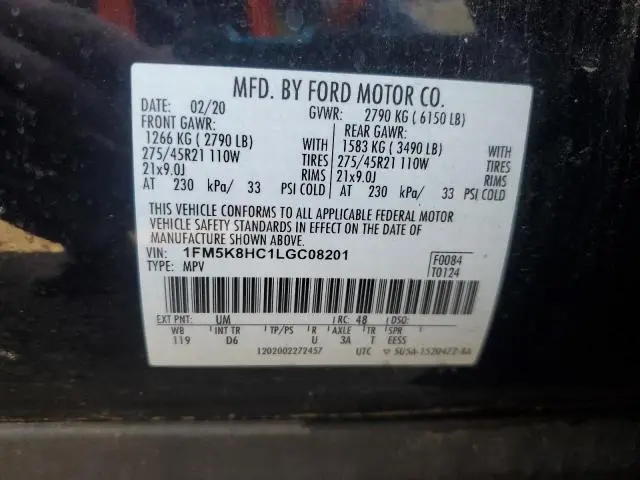 MFD. BY FORD MOTOR CO.
DATE: 02/20 GVWR: 2790 KG ( 6150 LB)
FRONT GAWR: REAR GAWR:
1266 KG ( 2790 LB) WITH 1583 KG ( 3490 LB) WITH
275/45R21 110W TIRES 275/45R21 110W TIRES
21x9.0J RIMS 21x9.0J RIMS
AT 230 kPa/ 33 PSI COLD AT 230 kPa/ 33 PSI COLD
THIS VEHICLE CONFORMS TO ALL APPLICABLE FEDERAL MOTOR
VEHICLE SAFETY STANDARDS IN EFFECT ON THE DATE OF
MANUFACTURE SHOWN ABOVE.
VIN: 1FM5K8HC1LGC08201 F0084
TYPE: MPV T0124
EXT PNT: UM RC: 48 DSO:
WB INT TR TP/PS R AXLE TR SPR
119 D6 U 3A T EESS
1202002272457 UTC